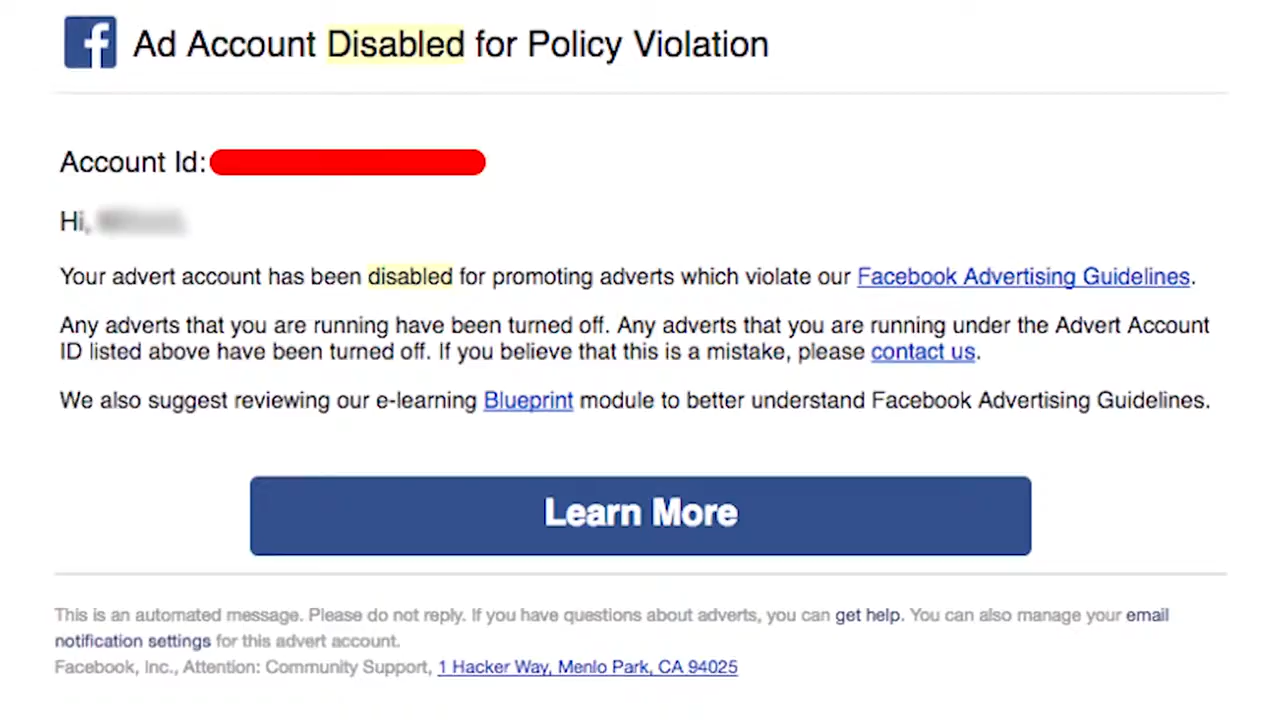 Ad Account Disabled for Policy Violation
Account Id:
Hi,
Your advert account has been disabled for promoting adverts which violate our Facebook Advertising Guidelines.
Any adverts that you are running have been turned off. Any adverts that you are running under the Advert Account
ID listed above have been turned off. If you believe that this is a mistake, please contact us.
We also suggest reviewing our e-learning Blueprint module to better understand Facebook Advertising Guidelines.
Learn More
This is an automated message. Please do not reply. If you have questions about adverts, you can get help. You can also manage your email
notification settings for this advert account.
Facebook, Inc., Attention: Community Support, 1 Hacker Way, Menlo Park, CA 94025